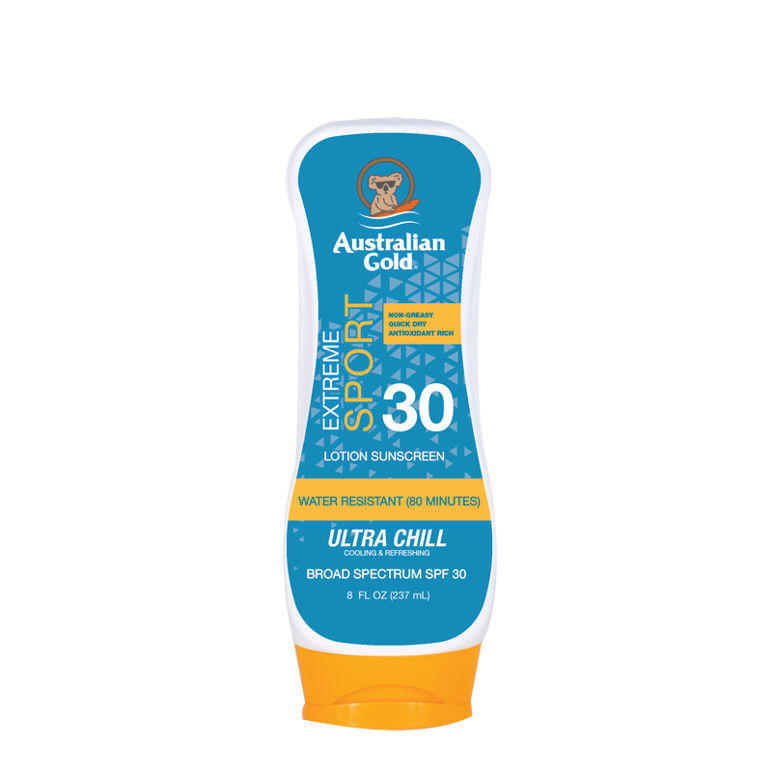 Australian
Gold®
EXTREME
SPORT
NON-GREASY
QUICK DRY
ANTIOXIDANT RICH
30
LOTION SUNSCREEN
WATER RESISTANT (80 MINUTES)
ULTRA CHILL
COOLING & REFRESHING
BROAD SPECTRUM SPF 30
8 FL OZ (237 mL)